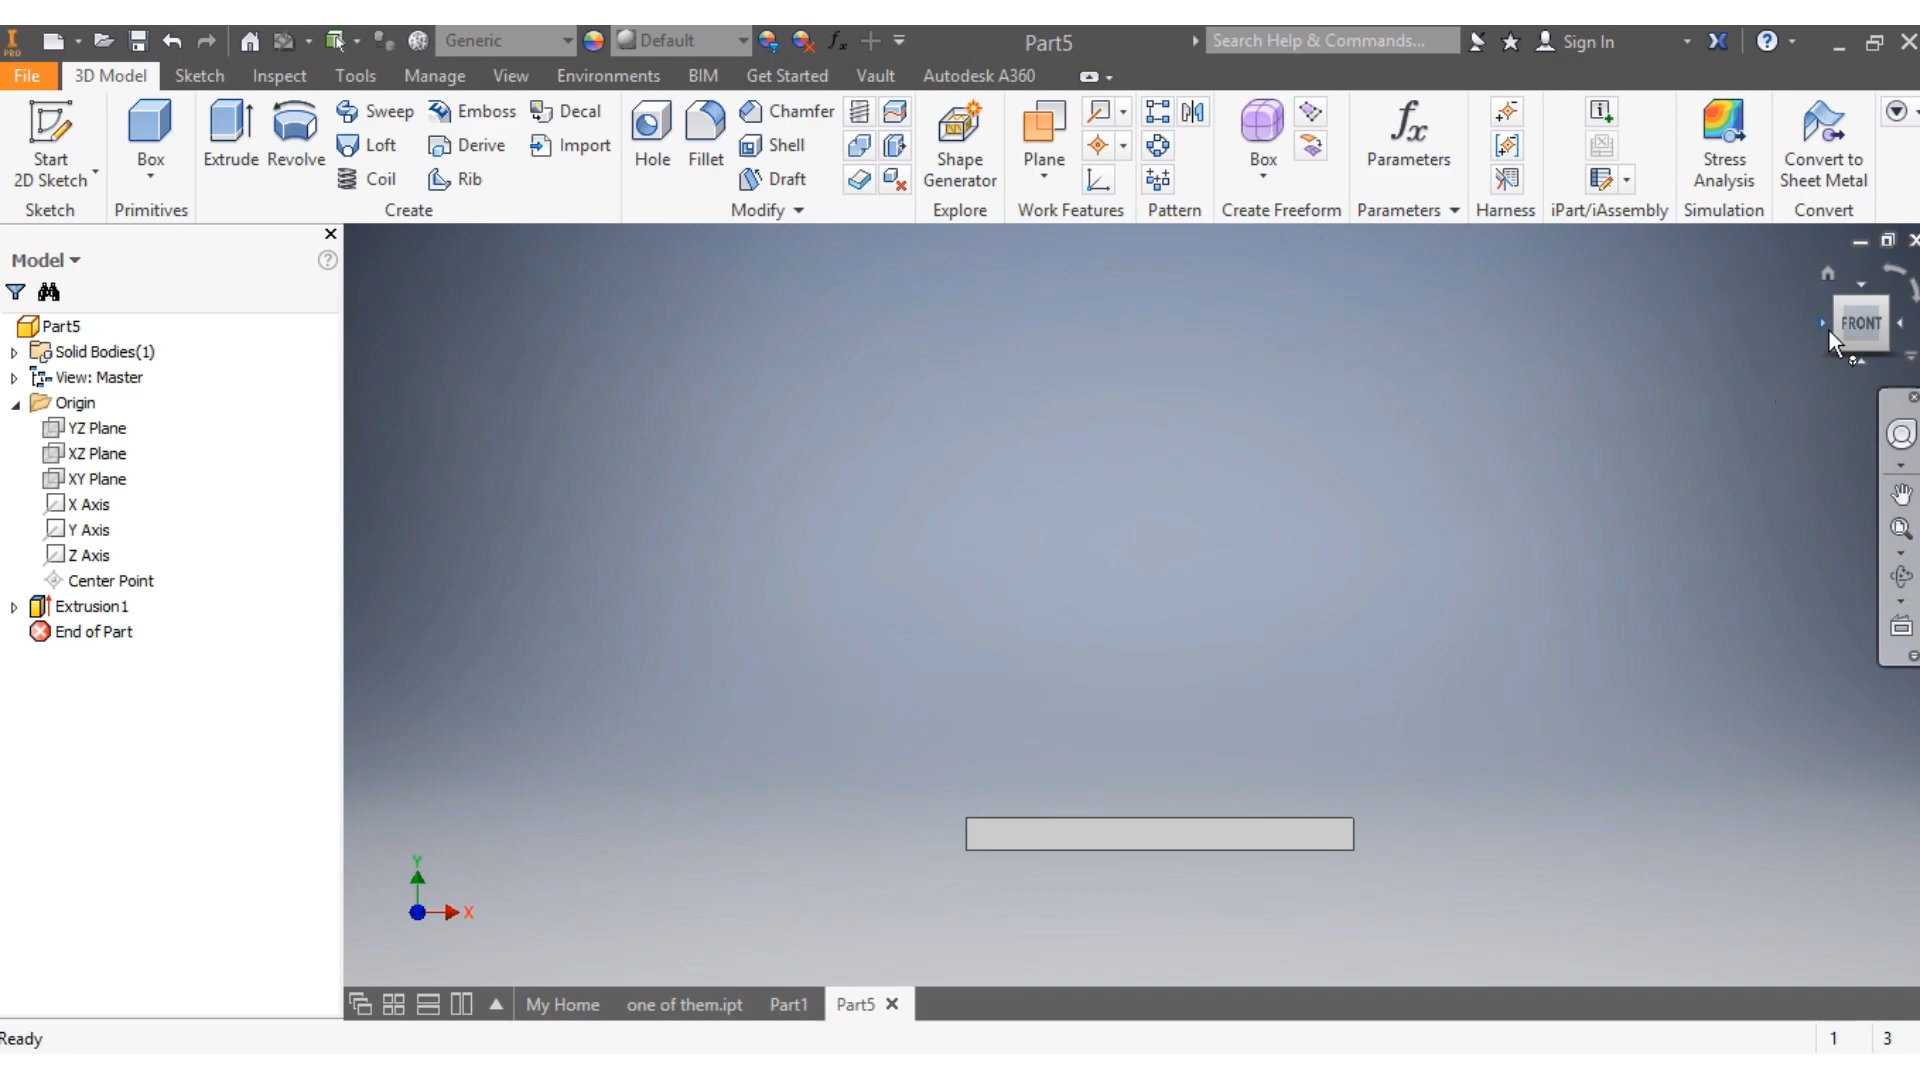 PRO
Generic
Default
fx
Part5
Search Help & Commands...
Sign In
File
3D Model
Sketch
Inspect
Tools
Manage
View
Environments
BIM
Get Started
Vault
Autodesk A360
Start
2D Sketch
Box
Extrude
Revolve
Sweep
Loft
Coil
Emboss
Derive
Rib
Decal
Import
Hole
Fillet
Chamfer
Shell
Draft
Shape
Generator
Plane
Box
fx
Parameters
Stress
Analysis
Convert to
Sheet Metal
Sketch
Primitives
Create
Modify
Explore
Work Features
Pattern
Create Freeform
Parameters
Harness
iPart/iAssembly
Simulation
Convert
Model
Part5
Solid Bodies(1)
View: Master
Origin
YZ Plane
XZ Plane
XY Plane
X Axis
Y Axis
Z Axis
Center Point
Extrusion1
End of Part
FRONT
Y
X
My Home
one of them.ipt
Part1
Part5
Ready
1
3